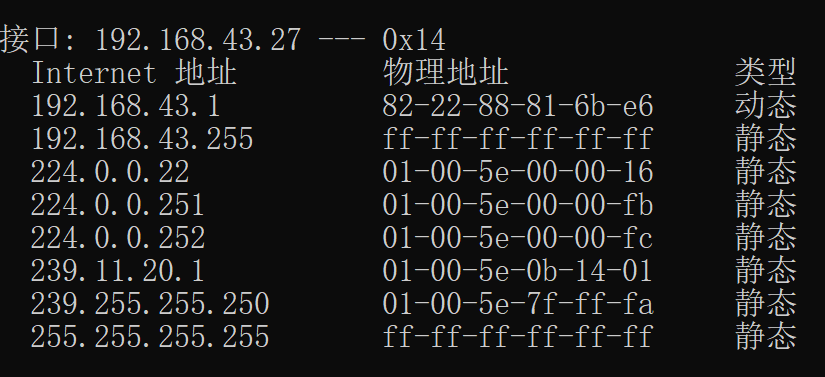 接口: 192.168.43.27 --- 0x14
Internet 地址 物理地址 类型
192.168.43.1 82-22-88-81-6b-e6 动态
192.168.43.255 ff-ff-ff-ff-ff-ff 静态
224.0.0.22 01-00-5e-00-00-16 静态
224.0.0.251 01-00-5e-00-00-fb 静态
224.0.0.252 01-00-5e-00-00-fc 静态
239.11.20.1 01-00-5e-0b-14-01 静态
239.255.255.250 01-00-5e-7f-ff-fa 静态
255.255.255.255 ff-ff-ff-ff-ff-ff 静态